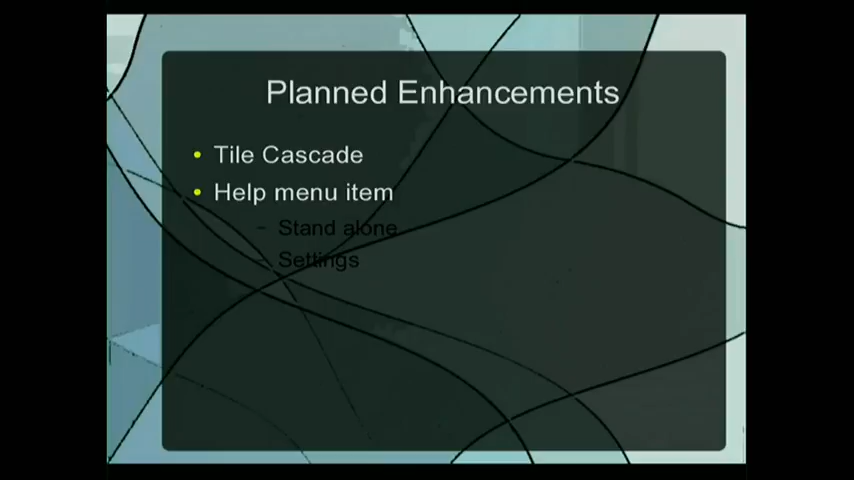 Planned Enhancements
• Tile Cascade
• Help menu item
– Stand alone
– Settings